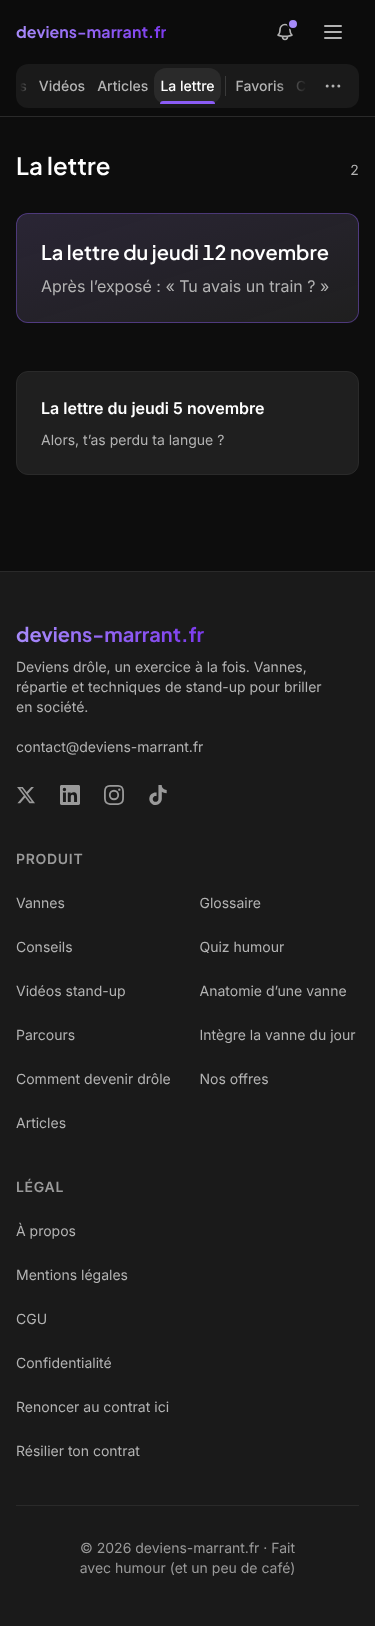 deviens-marrant.fr
Vidéos Articles La lettre Favoris
La lettre
2
La lettre du jeudi 12 novembre
Après l’exposé : « Tu avais un train ? »
La lettre du jeudi 5 novembre
Alors, t’as perdu ta langue ?
deviens-marrant.fr
Deviens drôle, un exercice à la fois. Vannes,
répartie et techniques de stand-up pour briller
en société.
contact@deviens-marrant.fr
PRODUIT
Vannes
Glossaire
Conseils
Quiz humour
Vidéos stand-up
Anatomie d’une vanne
Parcours
Intègre la vanne du jour
Comment devenir drôle
Nos offres
Articles
LÉGAL
À propos
Mentions légales
CGU
Confidentialité
Renoncer au contrat ici
Résilier ton contrat
© 2026 deviens-marrant.fr · Fait
avec humour (et un peu de café)